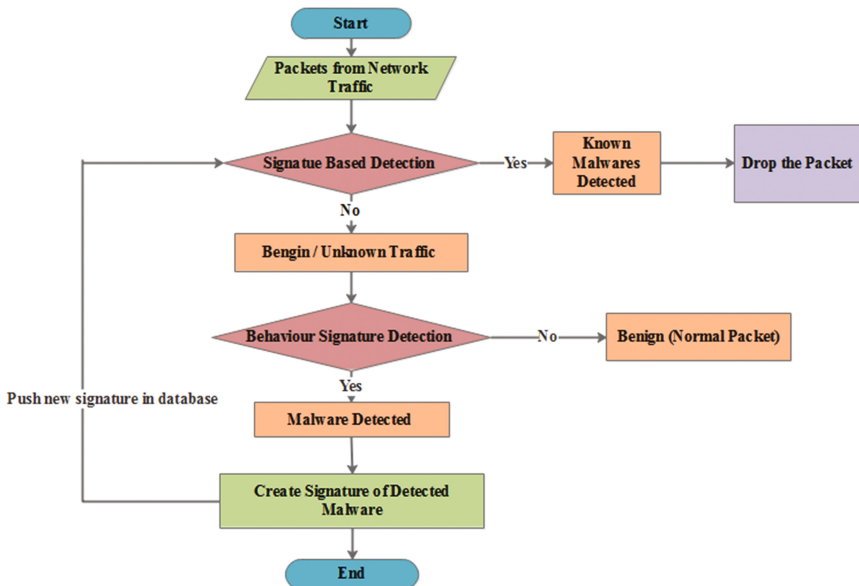 Start
Packets from Network
Traffic
Signatue Based Detection
Yes
Known
Malwares
Detected
Drop the Packet
No
Bengin / Unknown Traffic
Behaviour Signature Detection
No
Benign (Normal Packet)
Yes
Push new signature in database
Malware Detected
Create Signature of Detected
Malware
End